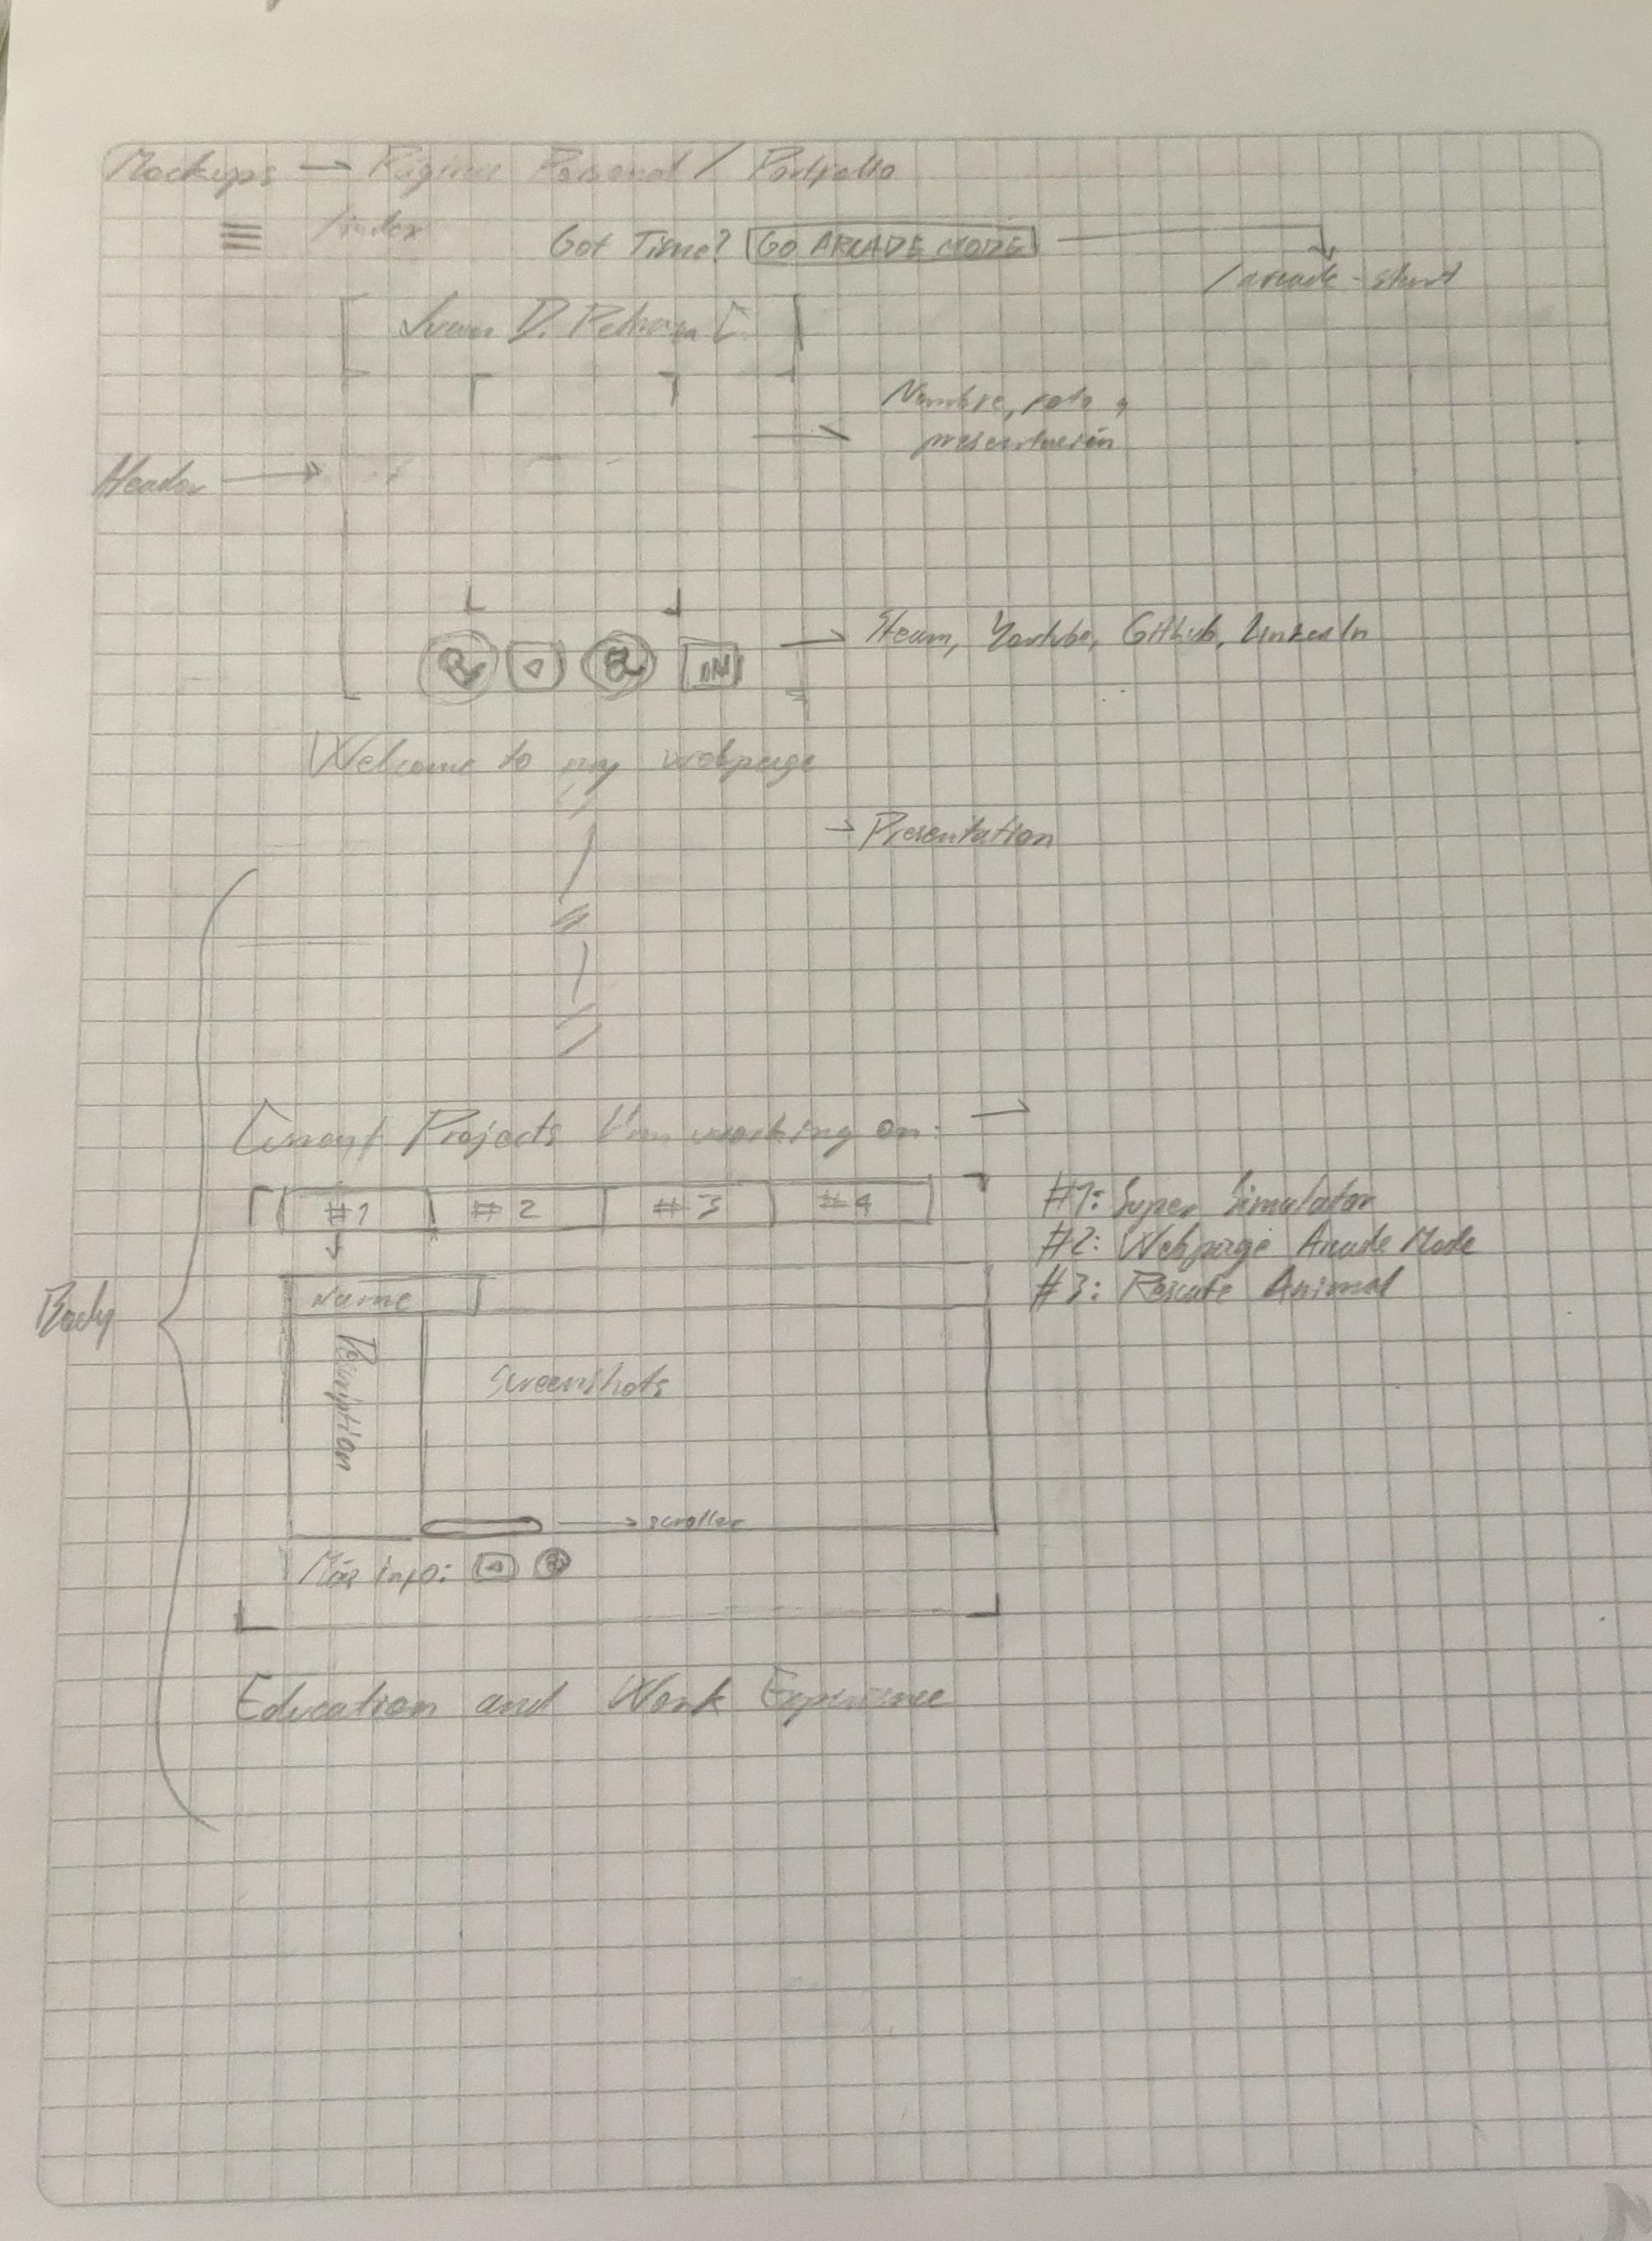 Mockups → Página Personal / Portfolio
/index
Got Time? GO ARCADE MODE
/arcade-start
D.
Nombre, foto y
presentación
Header →
→ Steam, Youtube, Github, LinkedIn
IN
Welcome to my webpage
→ Presentation
Current Projects I'm working on: →
#1 #2 #3 #4
#1: Super Simulator
#2: Webpage Arcade Mode
#3: Rescate Animal
Name
Body
Description
Screenshots
→ scroller
Más info:
Education and Work Experience